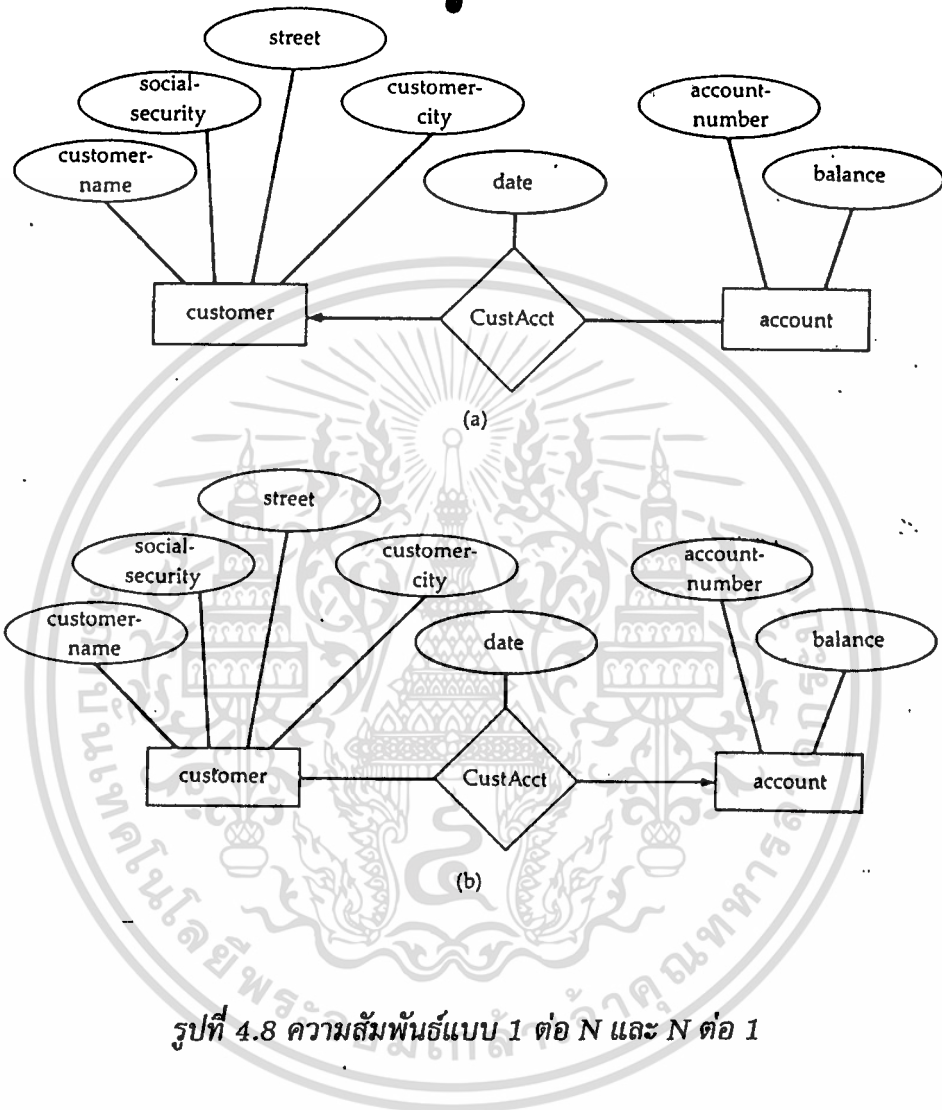 street
social-
security
customer-
city
customer-
name
account-
number
date
balance
customer
CustAcct
account
(a)
street
social-
security
customer-
city
customer-
name
account-
number
date
balance
customer
CustAcct
account
(b)
รูปที่ 4.8 ความสัมพันธ์แบบ 1 ต่อ N และ N ต่อ 1